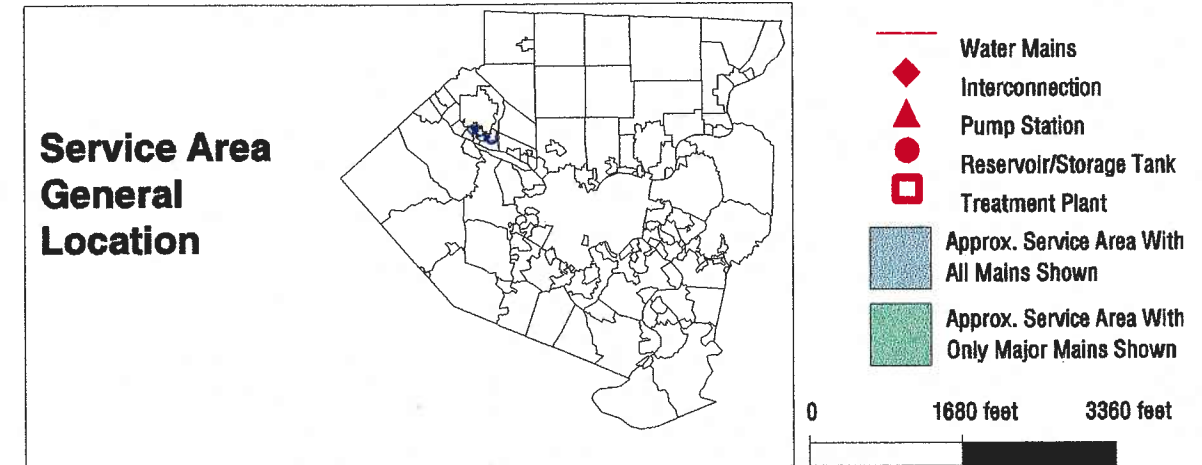 Service Area
General
Location
Water Mains
Interconnection
Pump Station
Reservoir/Storage Tank
Treatment Plant
Approx. Service Area With
All Mains Shown
Approx. Service Area With
Only Major Mains Shown
0 1680 feet 3360 feet